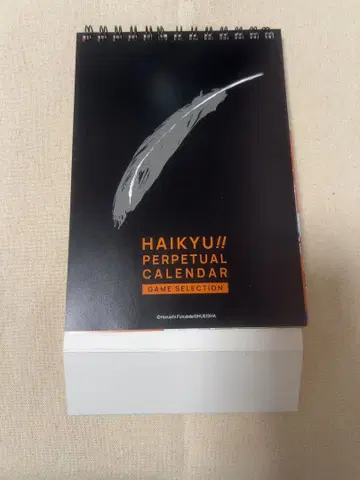 HAIKYU!!
PERPETUAL
CALENDAR
GAME SELECTION
©Haruichi Furudate/SHUEISHA